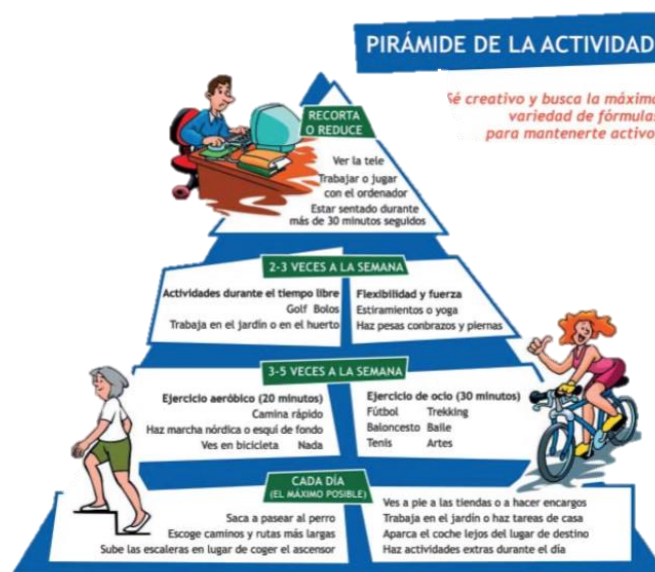 PIRÁMIDE DE LA ACTIVIDAD
Sé creativo y busca la máxima
variedad de fórmulas
para mantenerte activo
RECORTA
O REDUCE
Ver la tele
Trabajar o jugar
con el ordenador
Estar sentado durante
más de 30 minutos seguidos
2-3 VECES A LA SEMANA
Actividades durante el tiempo libre
Golf Bolos
Trabaja en el jardín o en el huerto
Flexibilidad y fuerza
Estiramientos o yoga
Haz pesas conbrazos y piernas
3-5 VECES A LA SEMANA
Ejercicio aeróbico (20 minutos)
Camina rápido
Haz marcha nórdica o esquí de fondo
Ves en bicicleta Nada
Ejercicio de ocio (30 minutos)
Fútbol Trekking
Baloncesto Baile
Tenis Artes
CADA DÍA
(EL MÁXIMO POSIBLE)
Saca a pasear al perro
Escoge caminos y rutas más largas
Sube las escaleras en lugar de coger el ascensor
Ves a pie a las tiendas o a hacer encargos
Trabaja en el jardín o haz tareas de casa
Aparca el coche lejos del lugar de destino
Haz actividades extras durante el día